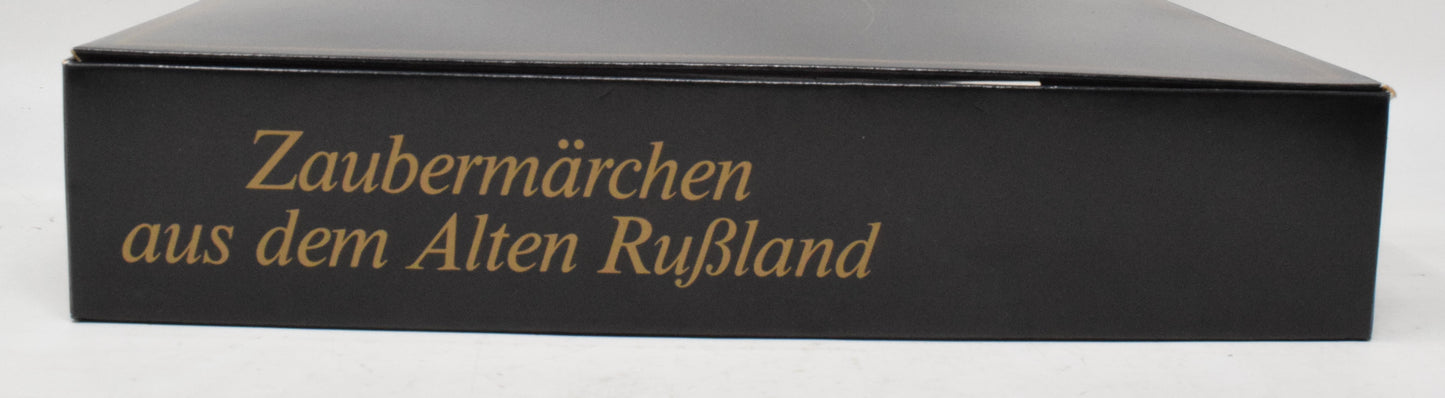 Zaubermärchen
aus dem Alten Rußland